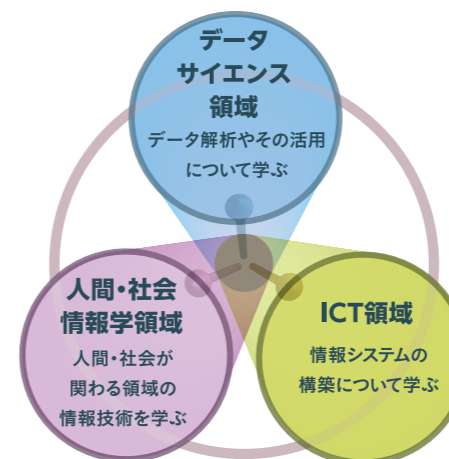 データ
サイエンス
領域
データ解析やその活用
について学ぶ
人間・社会
情報学領域
人間・社会が
関わる領域の
情報技術を学ぶ
ICT領域
情報システムの
構築について学ぶ